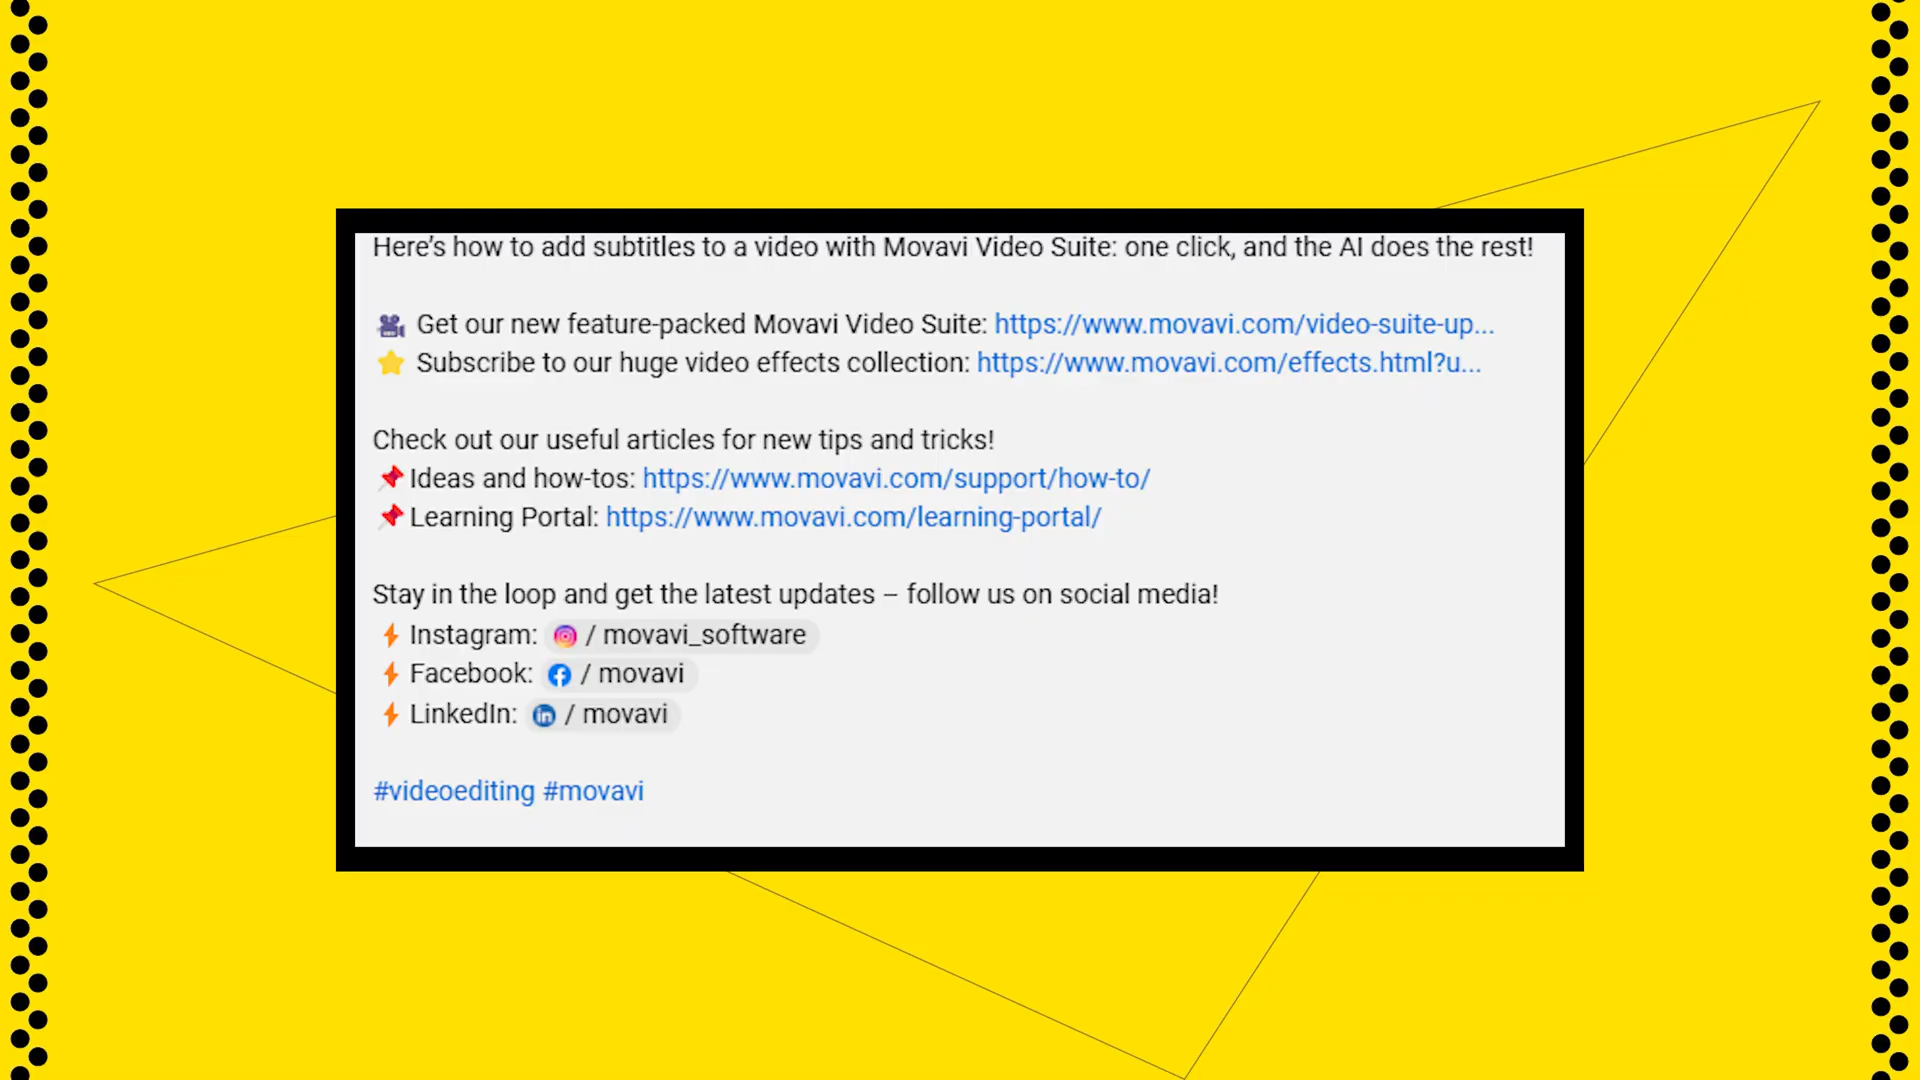 Here's how to add subtitles to a video with Movavi Video Suite: one click, and the AI does the rest!
Get our new feature-packed Movavi Video Suite: https://www.movavi.com/video-suite-up...
Subscribe to our huge video effects collection: https://www.movavi.com/effects.html?u...
Check out our useful articles for new tips and tricks!
Ideas and how-tos: https://www.movavi.com/support/how-to/
Learning Portal: https://www.movavi.com/learning-portal/
Stay in the loop and get the latest updates – follow us on social media!
Instagram: / movavi_software
Facebook: / movavi
LinkedIn: / movavi
#videoediting #movavi